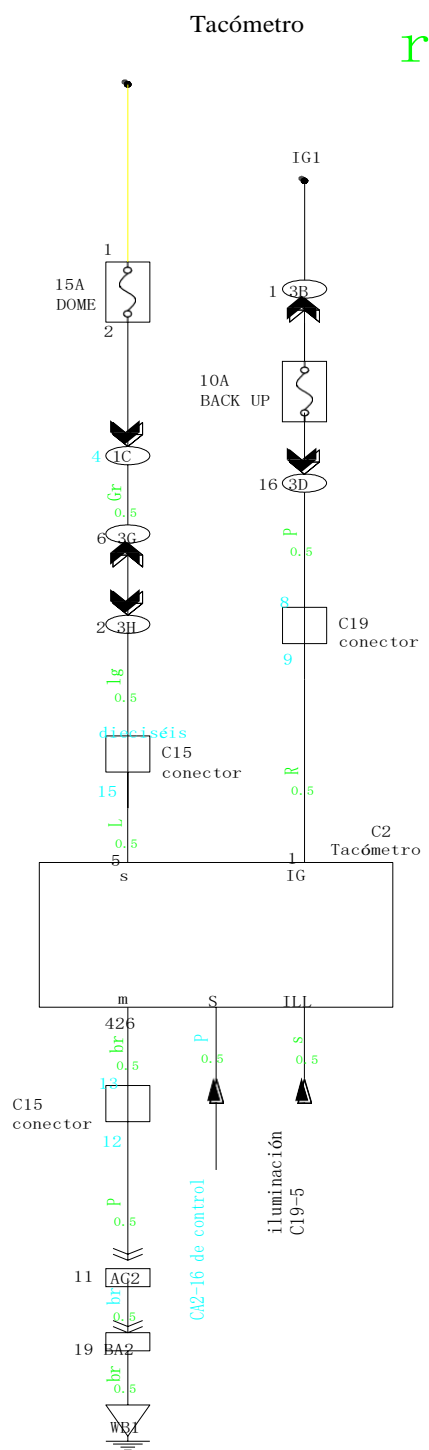 Tacómetro
r
IG1
1
15A
DOME
2
1 3B
10A
BACK UP
4 1C
16 3D
Gr
0.5
P
0.5
6 3G
2 3H
8
C19
conector
9
lg
0.5
dieciséis
C15
conector
15
R
0.5
L
0.5
C2
Tacómetro
5
1
s
IG
m
S
ILL
426
br
0.5
p
0.5
s
0.5
13
C15
conector
12
CA2-16 de control
iluminación
C19-5
P
0.5
11 AC2
br
0.5
19 BA2
br
0.5
WB1